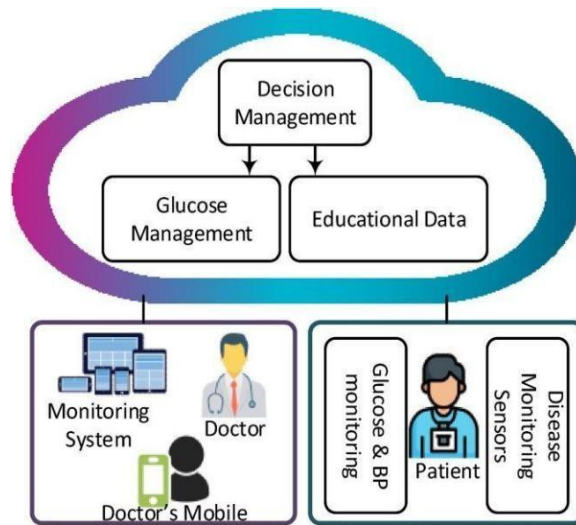 Decision
Management
Glucose
Management
Educational Data
Monitoring
System
Doctor
Doctor's Mobile
Glucose & BP
monitoring
Patient
Disease
Monitoring
Sensors